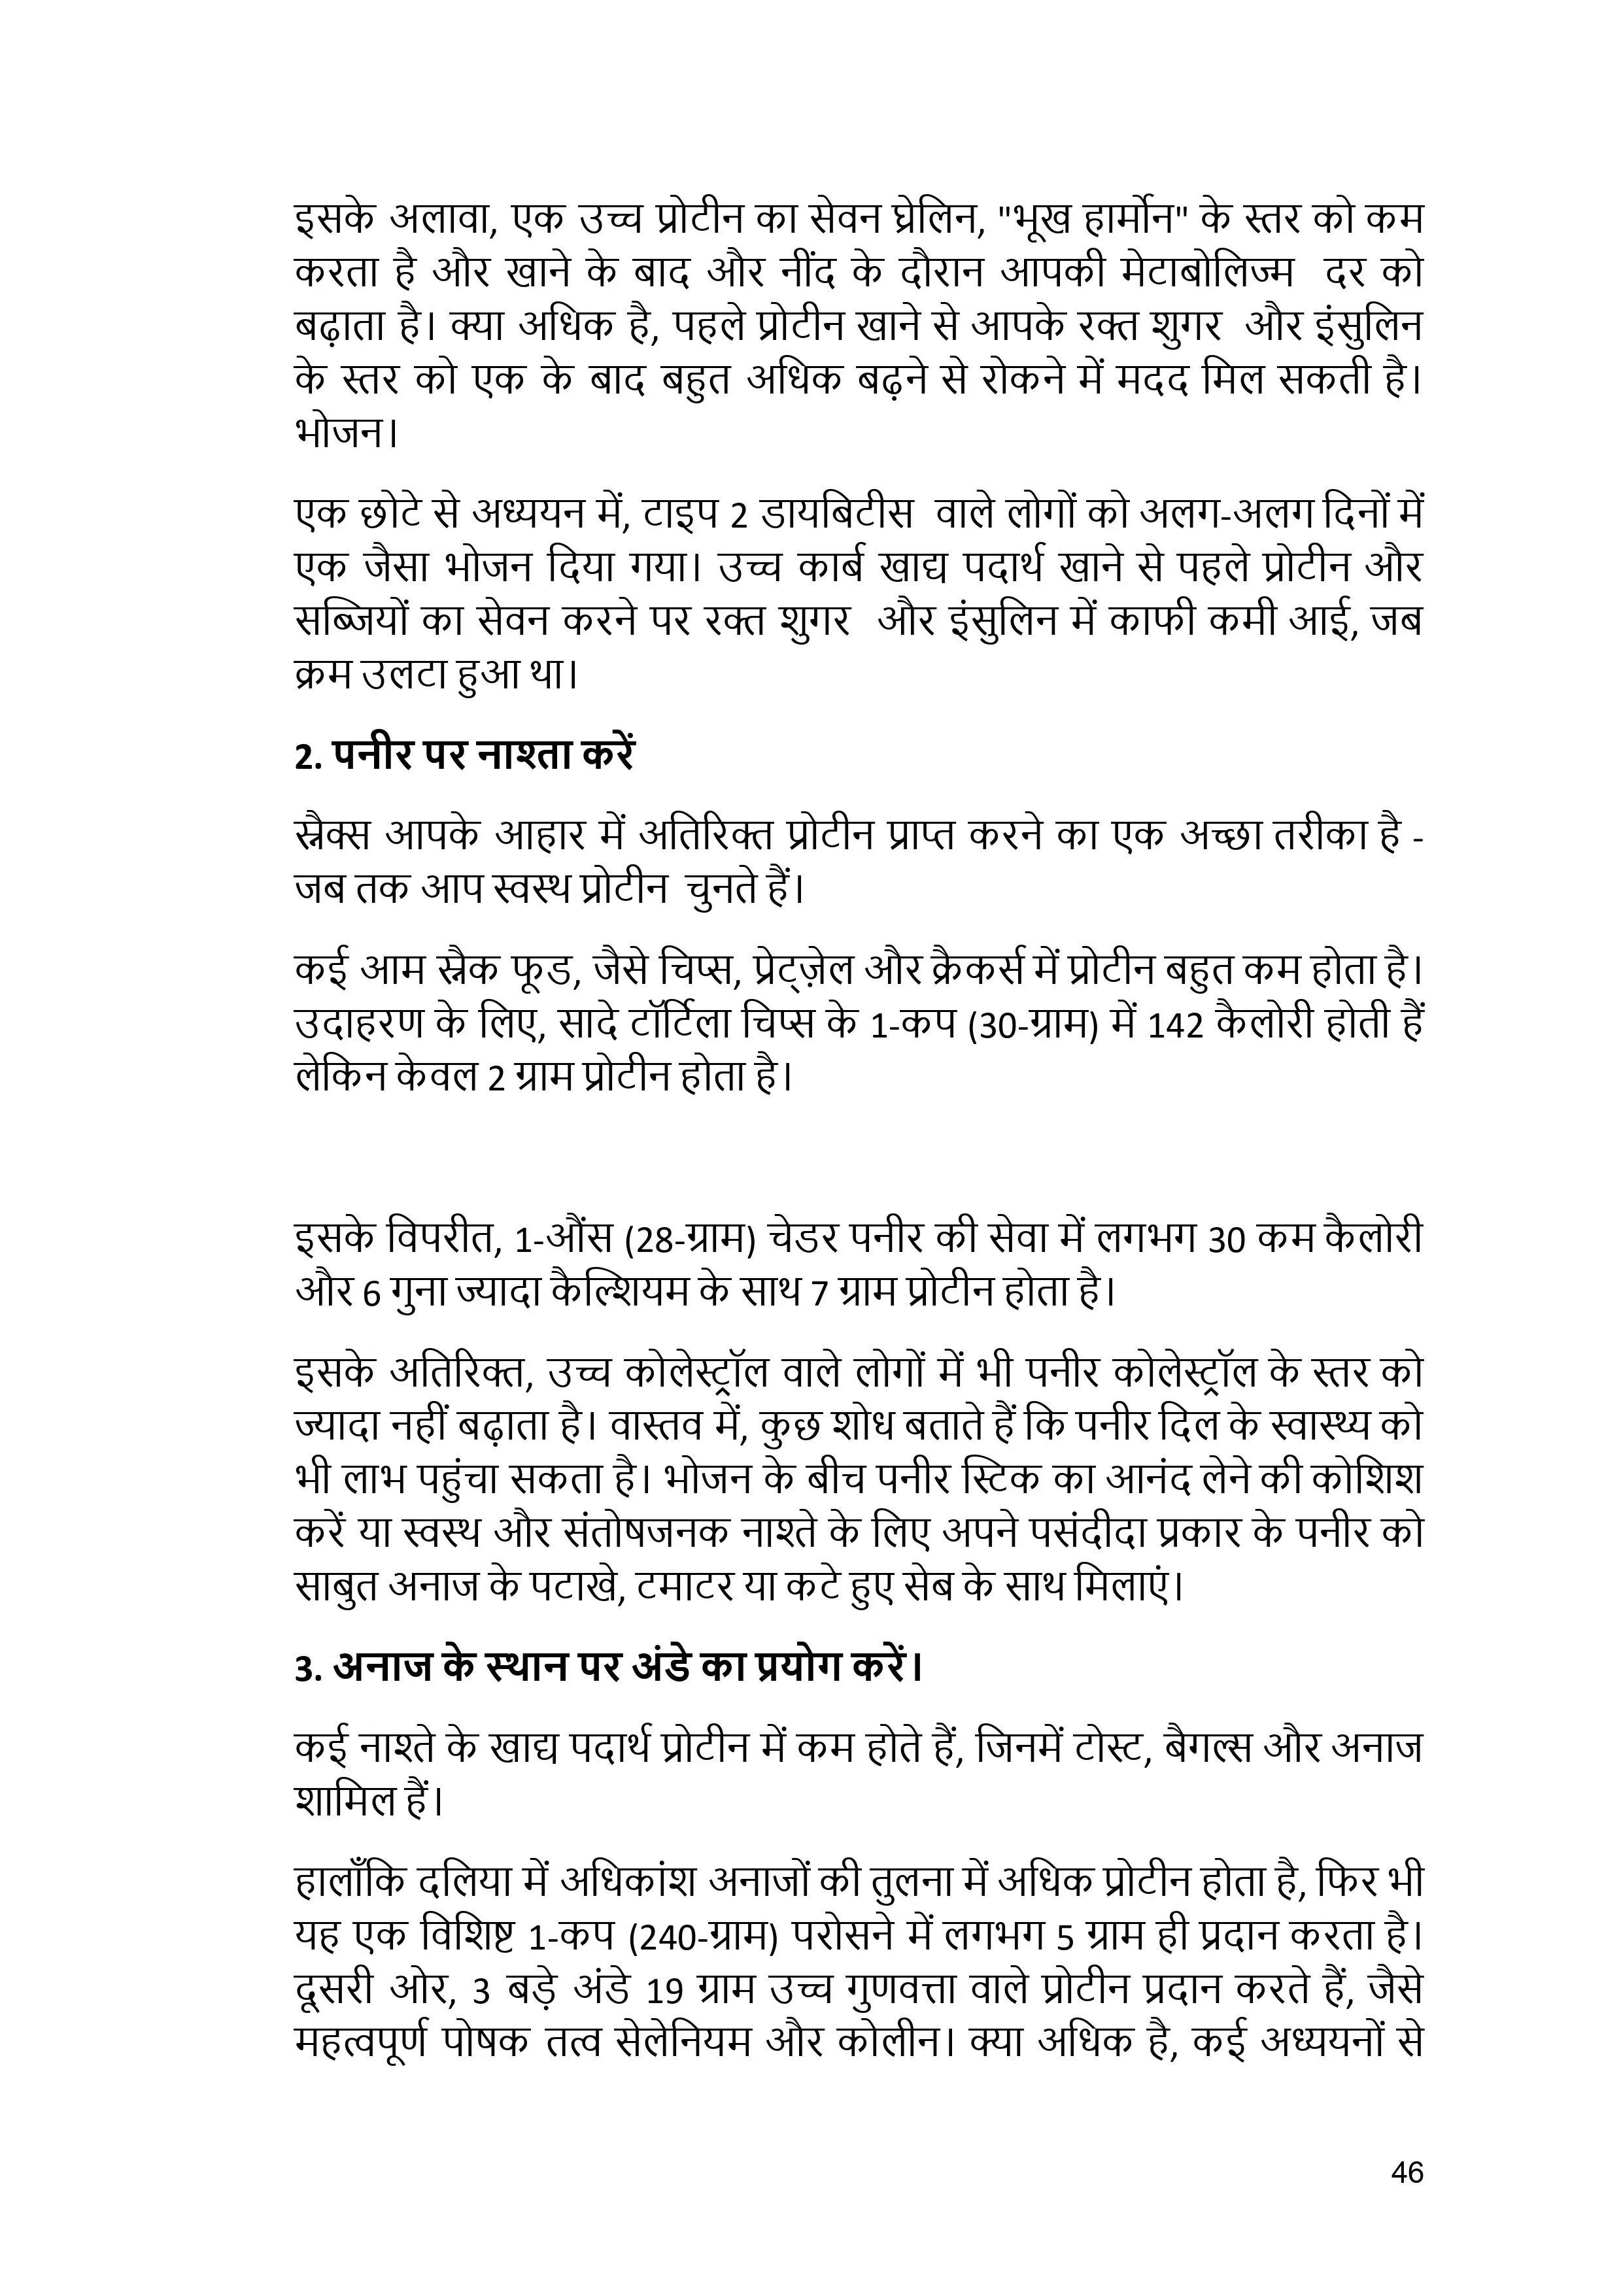 इसके अलावा, एक उच्च प्रोटीन का सेवन घ्रेलिन, "भूख हार्मोन" के स्तर को कम
करता है और खाने के बाद और नींद के दौरान आपकी मेटाबोलिज्म दर को
बढ़ाता है। क्या अधिक है, पहले प्रोटीन खाने से आपके रक्त शुगर और इंसुलिन
के स्तर को एक के बाद बहुत अधिक बढ़ने से रोकने में मदद मिल सकती है।
भोजन।
एक छोटे से अध्ययन में, टाइप 2 डायबिटीस वाले लोगों को अलग-अलग दिनों में
एक जैसा भोजन दिया गया। उच्च कार्ब खाद्य पदार्थ खाने से पहले प्रोटीन और
सब्जियों का सेवन करने पर रक्त शुगर और इंसुलिन में काफी कमी आई, जब
क्रम उलटा हुआ था।
2. पनीर पर नाश्ता करें
स्नैक्स आपके आहार में अतिरिक्त प्रोटीन प्राप्त करने का एक अच्छा तरीका है -
जब तक आप स्वस्थ प्रोटीन चुनते हैं।
कई आम स्नैक फूड, जैसे चिप्स, प्रेट्ज़ेल और क्रैकर्स में प्रोटीन बहुत कम होता है।
उदाहरण के लिए, सादे टॉर्टिला चिप्स के 1-कप (30-ग्राम) में 142 कैलोरी होती हैं
लेकिन केवल 2 ग्राम प्रोटीन होता है।
इसके विपरीत, 1-औंस (28-ग्राम) चेडर पनीर की सेवा में लगभग 30 कम कैलोरी
और 6 गुना ज्यादा कैल्शियम के साथ 7 ग्राम प्रोटीन होता है।
इसके अतिरिक्त, उच्च कोलेस्ट्रॉल वाले लोगों में भी पनीर कोलेस्ट्रॉल के स्तर को
ज्यादा नहीं बढ़ाता है। वास्तव में, कुछ शोध बताते हैं कि पनीर दिल के स्वास्थ्य को
भी लाभ पहुंचा सकता है। भोजन के बीच पनीर स्टिक का आनंद लेने की कोशिश
करें या स्वस्थ और संतोषजनक नाश्ते के लिए अपने पसंदीदा प्रकार के पनीर को
साबुत अनाज के पटाखे, टमाटर या कटे हुए सेब के साथ मिलाएं।
3. अनाज के स्थान पर अंडे का प्रयोग करें।
कई नाश्ते के खाद्य पदार्थ प्रोटीन में कम होते हैं, जिनमें टोस्ट, बैगल्स और अनाज
शामिल हैं।
हालाँकि दलिया में अधिकांश अनाजों की तुलना में अधिक प्रोटीन होता है, फिर भी
यह एक विशिष्ट 1-कप (240-ग्राम) परोसने में लगभग 5 ग्राम ही प्रदान करता है।
दूसरी ओर, 3 बड़े अंडे 19 ग्राम उच्च गुणवत्ता वाले प्रोटीन प्रदान करते हैं, जैसे
महत्वपूर्ण पोषक तत्व सेलेनियम और कोलीन। क्या अधिक है, कई अध्ययनों से
46